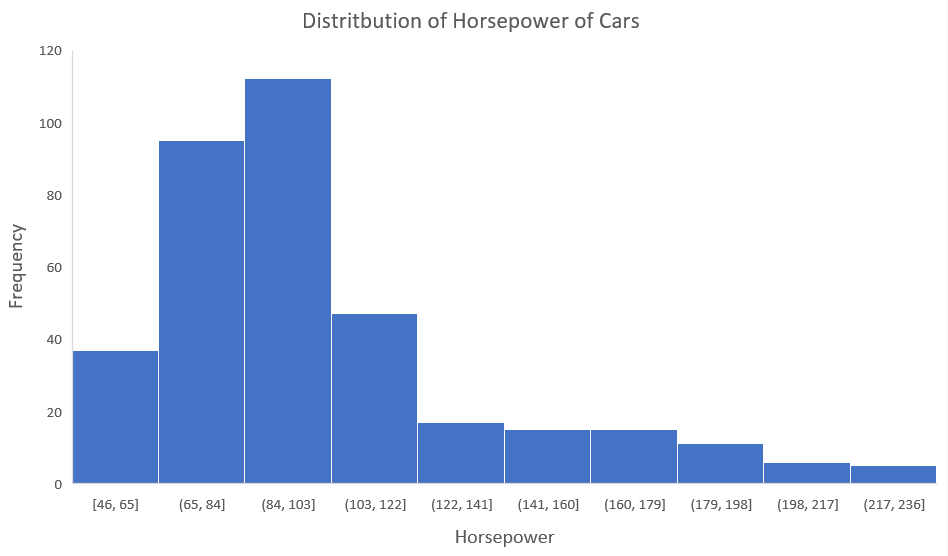 Distritbution of Horsepower of Cars
120
100
80
60
40
20
0
Frequency
[46, 65] (65, 84] (84, 103] (103, 122] (122, 141] (141, 160] (160, 179] (179, 198] (198, 217] (217, 236]
Horsepower